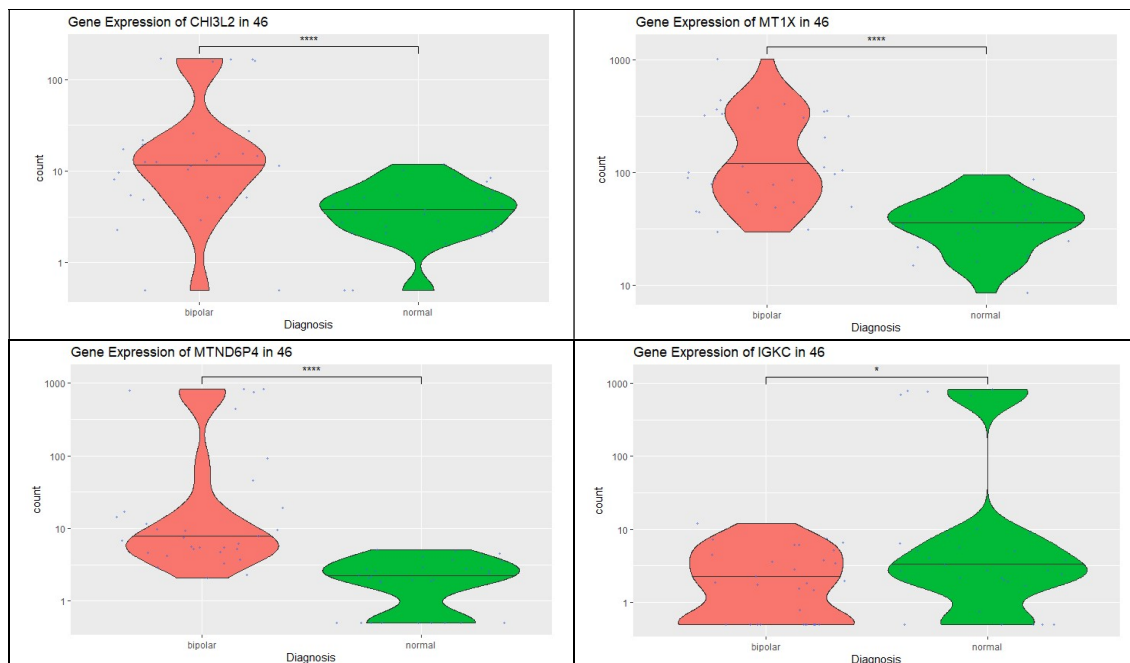 Gene Expression of CHI3L2 in 46
****
100
10
1
count
bipolar
normal
Diagnosis
Gene Expression of MT1X in 46
****
1000
100
10
count
bipolar
normal
Diagnosis
Gene Expression of MTND6P4 in 46
****
1000
100
10
1
count
bipolar
normal
Diagnosis
Gene Expression of IGKC in 46
*
1000
100
10
1
count
bipolar
normal
Diagnosis